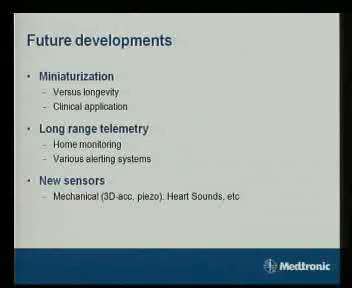 Future developments
• Miniaturization
– Versus longevity
– Clinical application
• Long range telemetry
– Home monitoring
– Various alerting systems
• New sensors
– Mechanical (3D-acc, piezo): Heart Sounds, etc
Medtronic